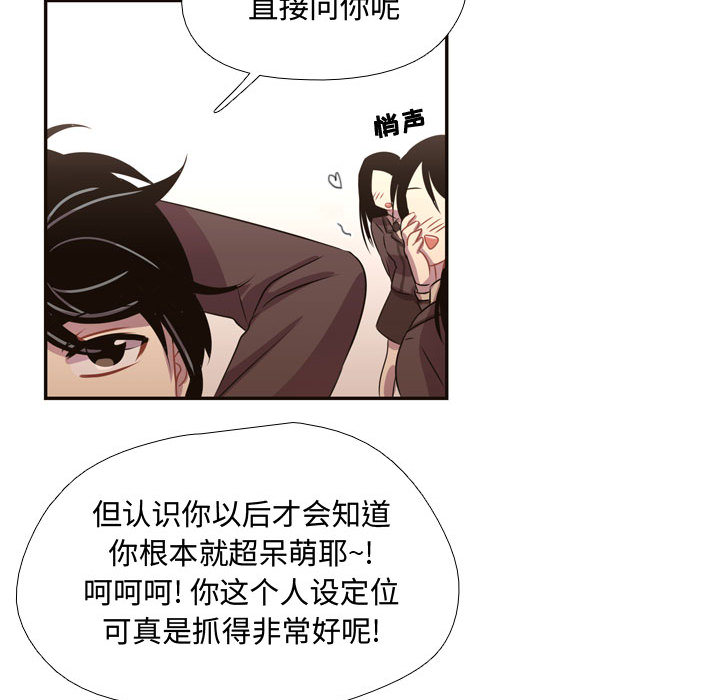 直接问你呢
悄声
但认识你以后才会知道
你根本就超呆萌耶~!
呵呵呵! 你这个人设定位
可真是抓得非常好呢!